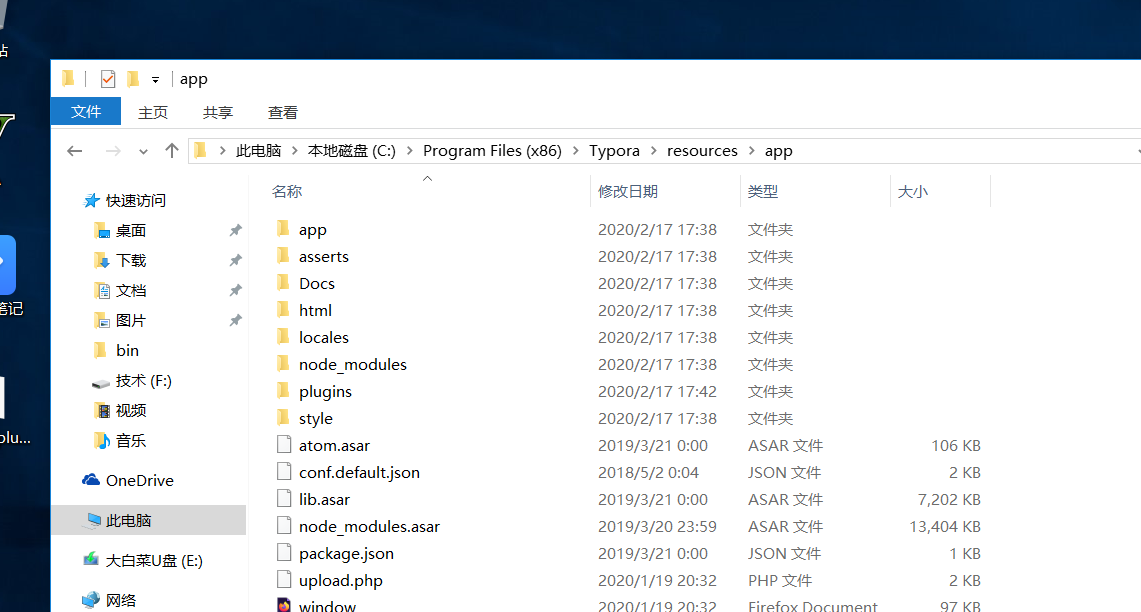 站
app
文件 主页 共享 查看
此电脑 本地磁盘 (C:) Program Files (x86) Typora resources app
名称 修改日期 类型 大小
快速访问
桌面
下载
文档
图片
bin
技术 (F:)
视频
音乐
OneDrive
此电脑
大白菜U盘 (E:)
网络
app 2020/2/17 17:38 文件夹
asserts 2020/2/17 17:38 文件夹
Docs 2020/2/17 17:38 文件夹
html 2020/2/17 17:38 文件夹
locales 2020/2/17 17:38 文件夹
node_modules 2020/2/17 17:38 文件夹
plugins 2020/2/17 17:42 文件夹
style 2020/2/17 17:38 文件夹
atom.asar 2019/3/21 0:00 ASAR 文件 106 KB
conf.default.json 2018/5/2 0:04 JSON 文件 2 KB
lib.asar 2019/3/21 0:00 ASAR 文件 7,202 KB
node_modules.asar 2019/3/20 23:59 ASAR 文件 13,404 KB
package.json 2019/3/21 0:00 JSON 文件 1 KB
upload.php 2020/1/19 20:32 PHP 文件 2 KB
window 2020/1/19 20:32 Firefox Document 97 KB
笔记
olu...